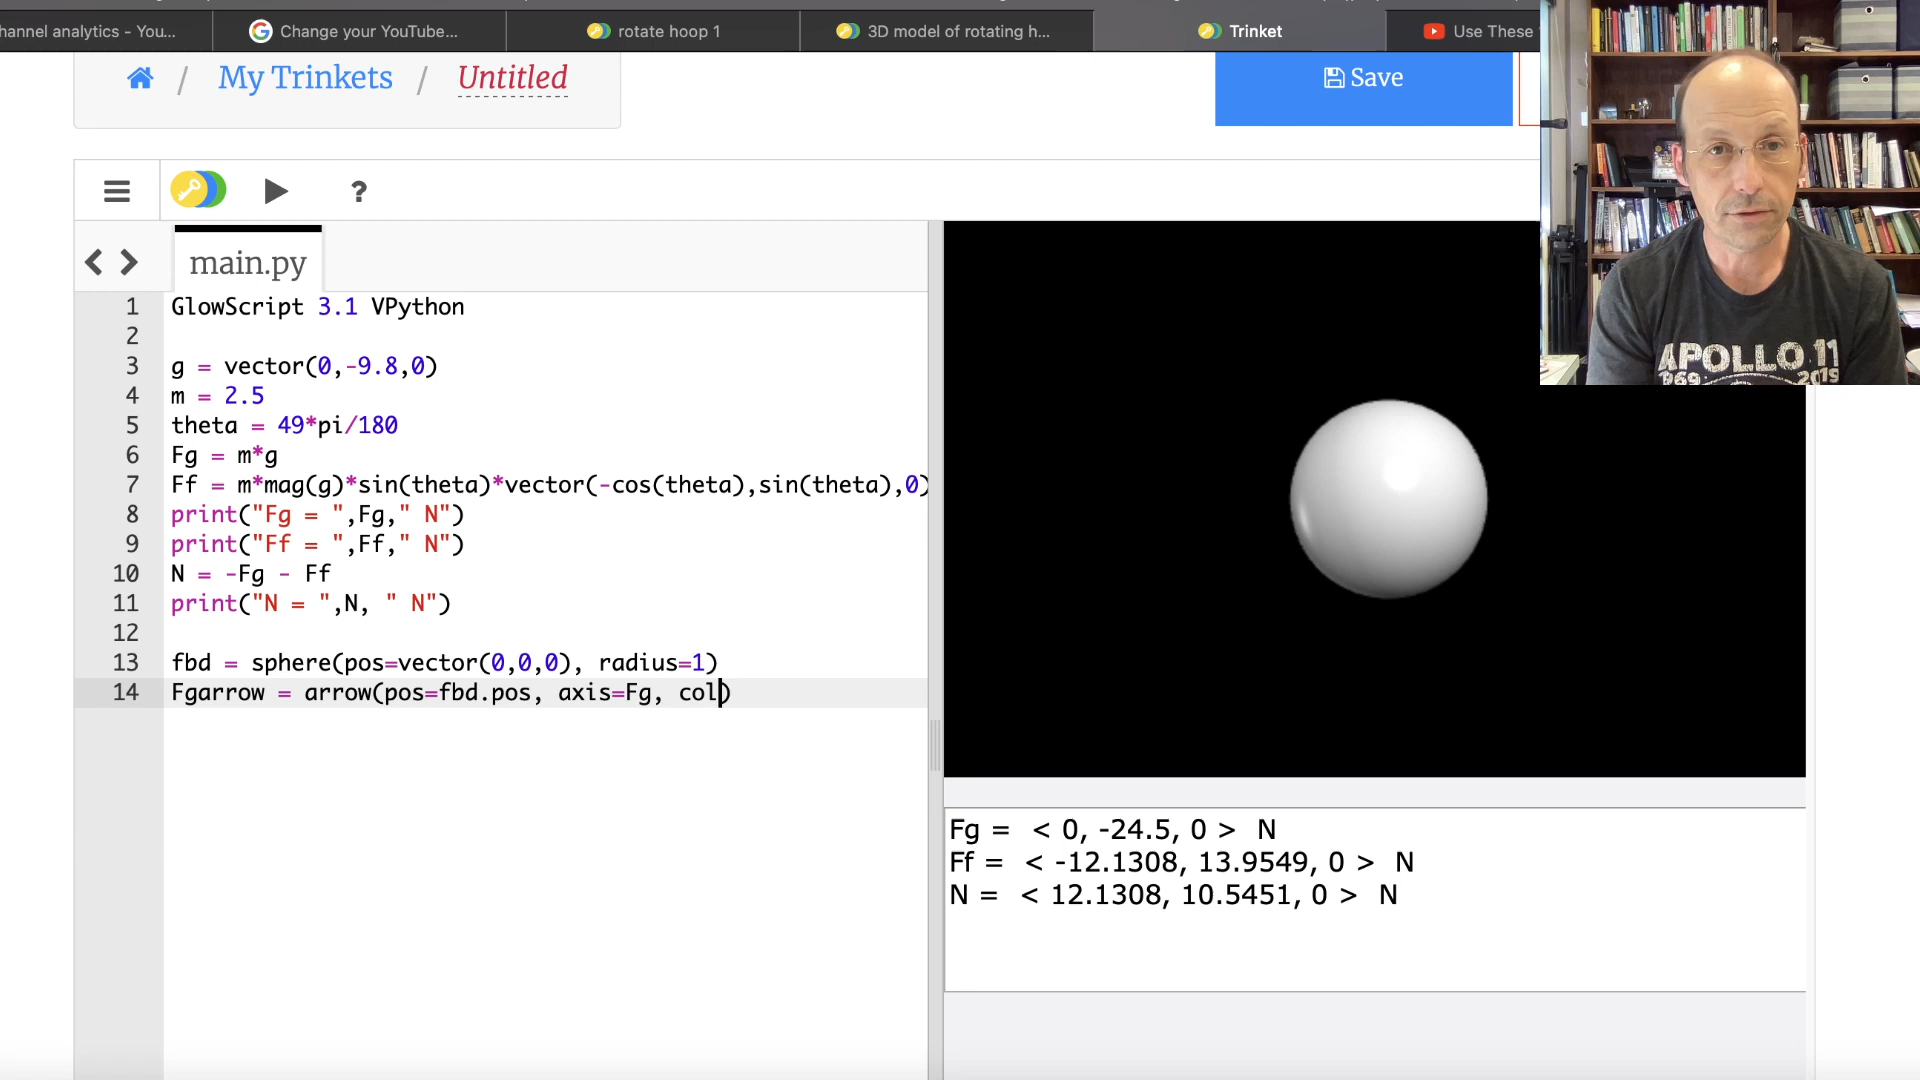 hannel analytics - You...
Change your YouTube...
rotate hoop 1
3D model of rotating h...
Trinket
Use These
/ My Trinkets / Untitled
Save
?
main.py
1 GlowScript 3.1 VPython
2
3 g = vector(0,-9.8,0)
4 m = 2.5
5 theta = 49*pi/180
6 Fg = m*g
7 Ff = m*mag(g)*sin(theta)*vector(-cos(theta),sin(theta),0)
8 print("Fg = ",Fg," N")
9 print("Ff = ",Ff," N")
10 N = -Fg - Ff
11 print("N = ",N, " N")
12
13 fbd = sphere(pos=vector(0,0,0), radius=1)
14 Fgarrow = arrow(pos=fbd.pos, axis=Fg, col)
Fg = < 0, -24.5, 0 > N
Ff = < -12.1308, 13.9549, 0 > N
N = < 12.1308, 10.5451, 0 > N
APOLLO 11
1969
2019